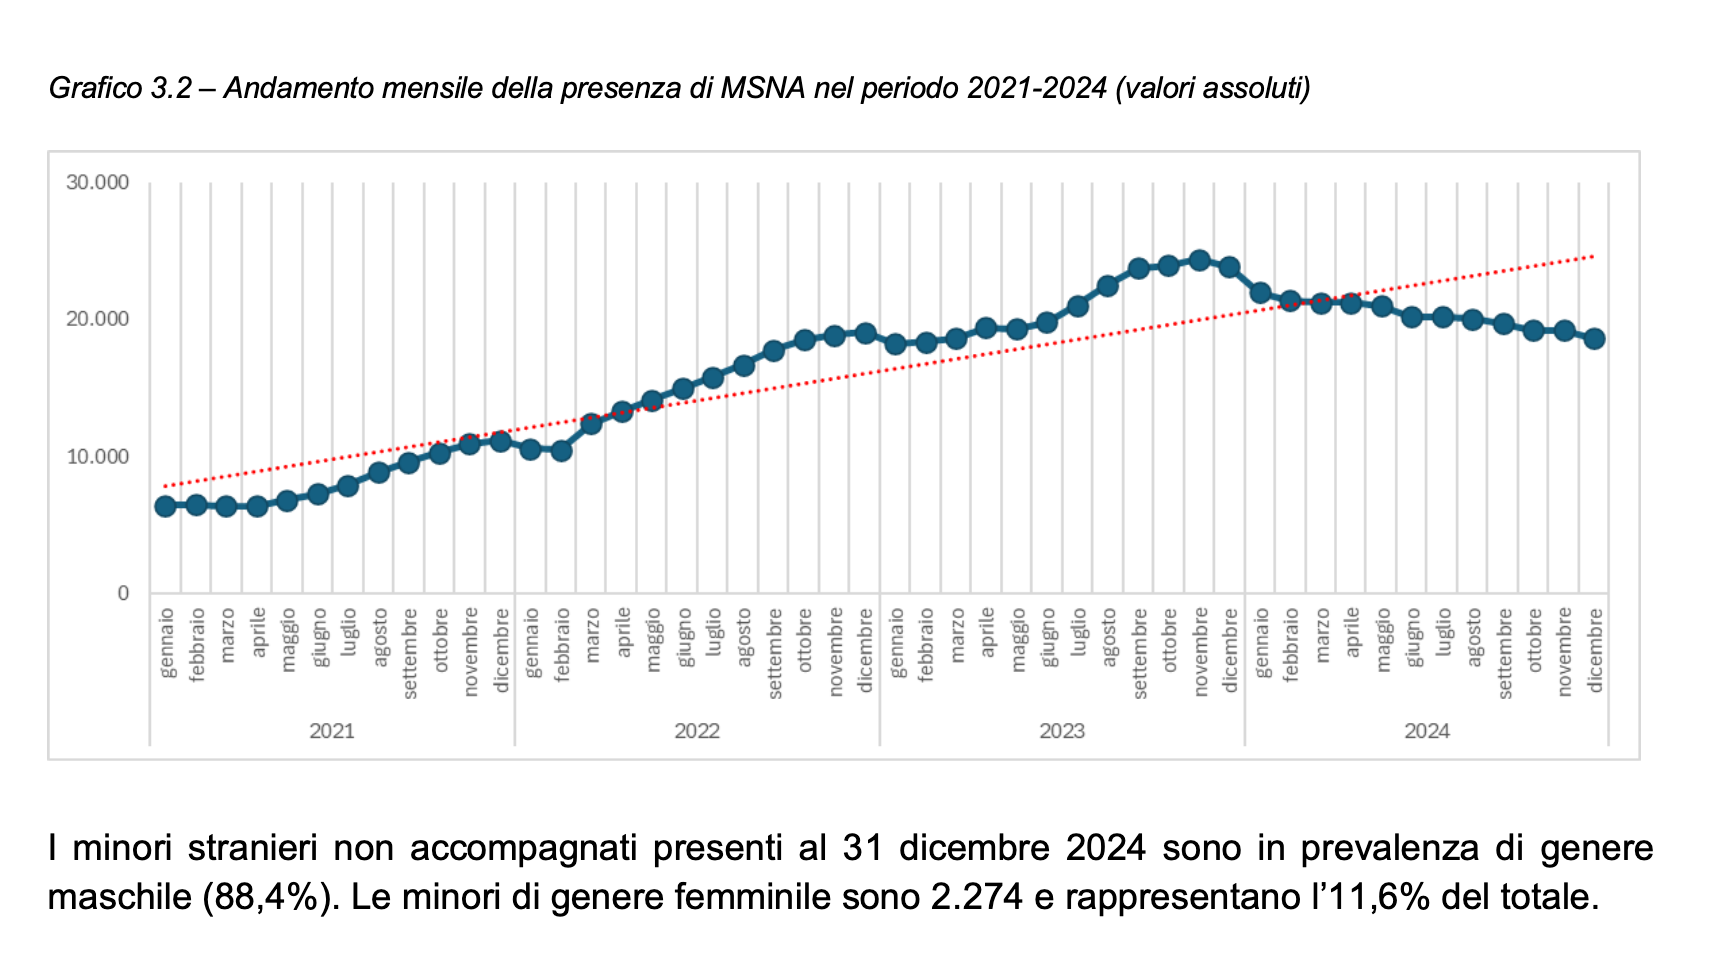 Grafico 3.2 – Andamento mensile della presenza di MSNA nel periodo 2021-2024 (valori assoluti)
30.000
20.000
10.000
0
gennaio
febbraio
marzo
aprile
maggio
giugno
luglio
agosto
settembre
ottobre
novembre
dicembre
gennaio
febbraio
marzo
aprile
maggio
giugno
luglio
agosto
settembre
ottobre
novembre
dicembre
gennaio
febbraio
marzo
aprile
maggio
giugno
luglio
agosto
settembre
ottobre
novembre
dicembre
gennaio
febbraio
marzo
aprile
maggio
giugno
luglio
agosto
settembre
ottobre
novembre
dicembre
2021
2022
2023
2024
I minori stranieri non accompagnati presenti al 31 dicembre 2024 sono in prevalenza di genere
maschile (88,4%). Le minori di genere femminile sono 2.274 e rappresentano l’11,6% del totale.